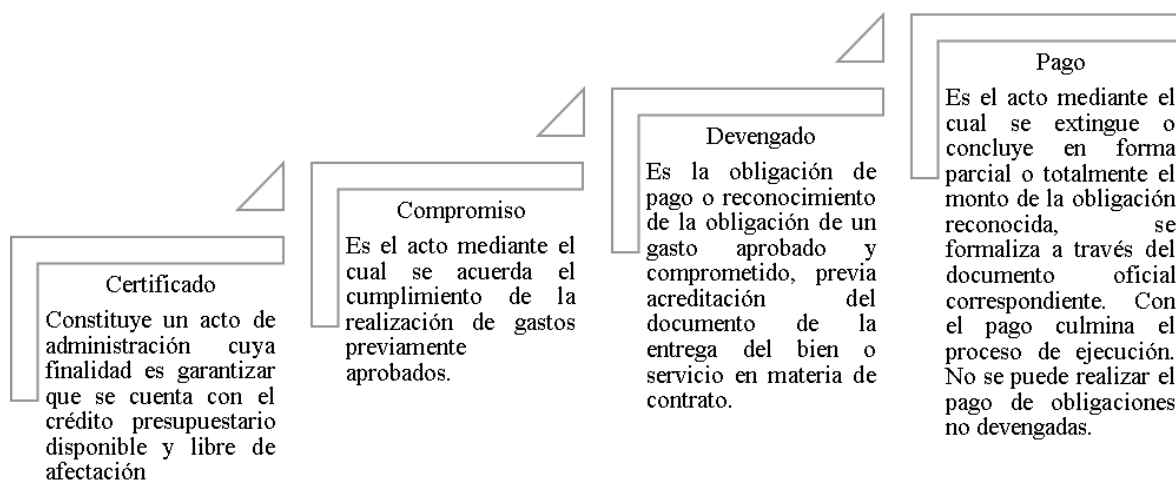 Certificado
Constituye un acto de
administración cuya
finalidad es garantizar
que se cuenta con el
crédito presupuestario
disponible y libre de
afectación
Compromiso
Es el acto mediante el
cual se acuerda el
cumplimiento de la
realización de gastos
previamente
aprobados.
Devengado
Es la obligación de
pago o reconocimiento
de la obligación de un
gasto aprobado y
comprometido, previa
acreditación del
documento de la
entrega del bien o
servicio en materia de
contrato.
Pago
Es el acto mediante el
cual se extingue o
concluye en forma
parcial o totalmente el
monto de la obligación
reconocida, se
formaliza a través del
documento oficial
correspondiente. Con
el pago culmina el
proceso de ejecución.
No se puede realizar el
pago de obligaciones
no devengadas.